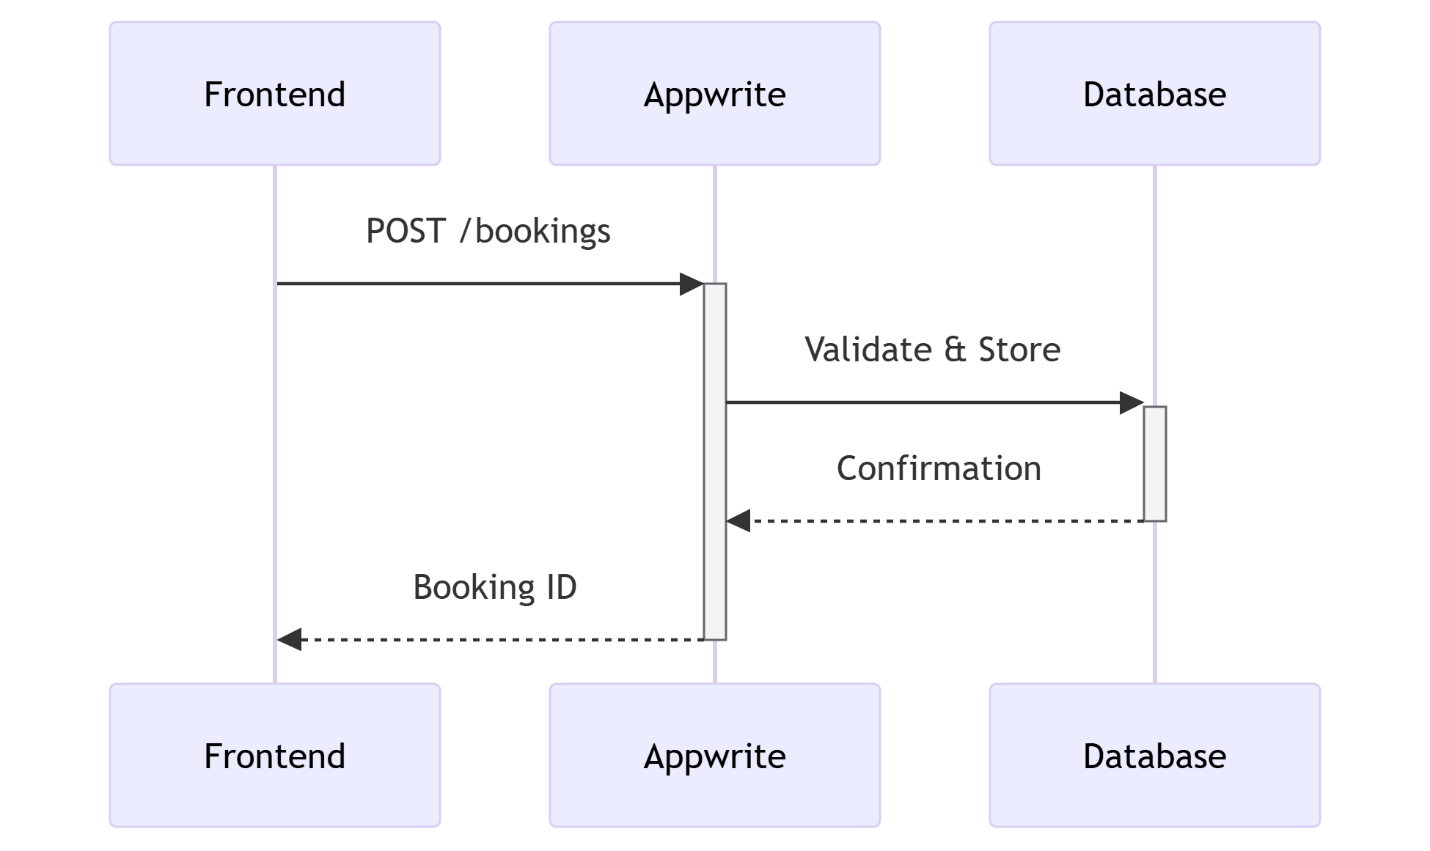 Frontend
Appwrite
Database
POST /bookings
Validate & Store
Confirmation
Booking ID
Frontend
Appwrite
Database